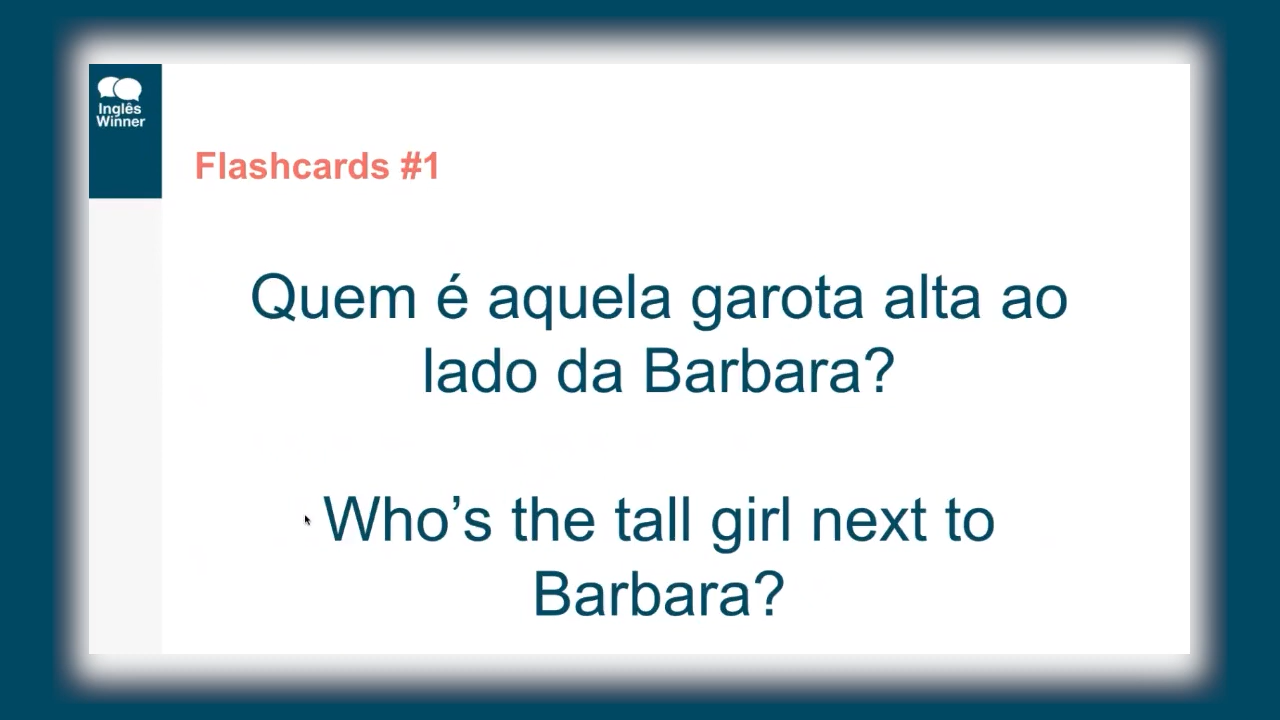 Inglês
Winner
Flashcards #1
Quem é aquela garota alta ao
lado da Barbara?
Who’s the tall girl next to
Barbara?